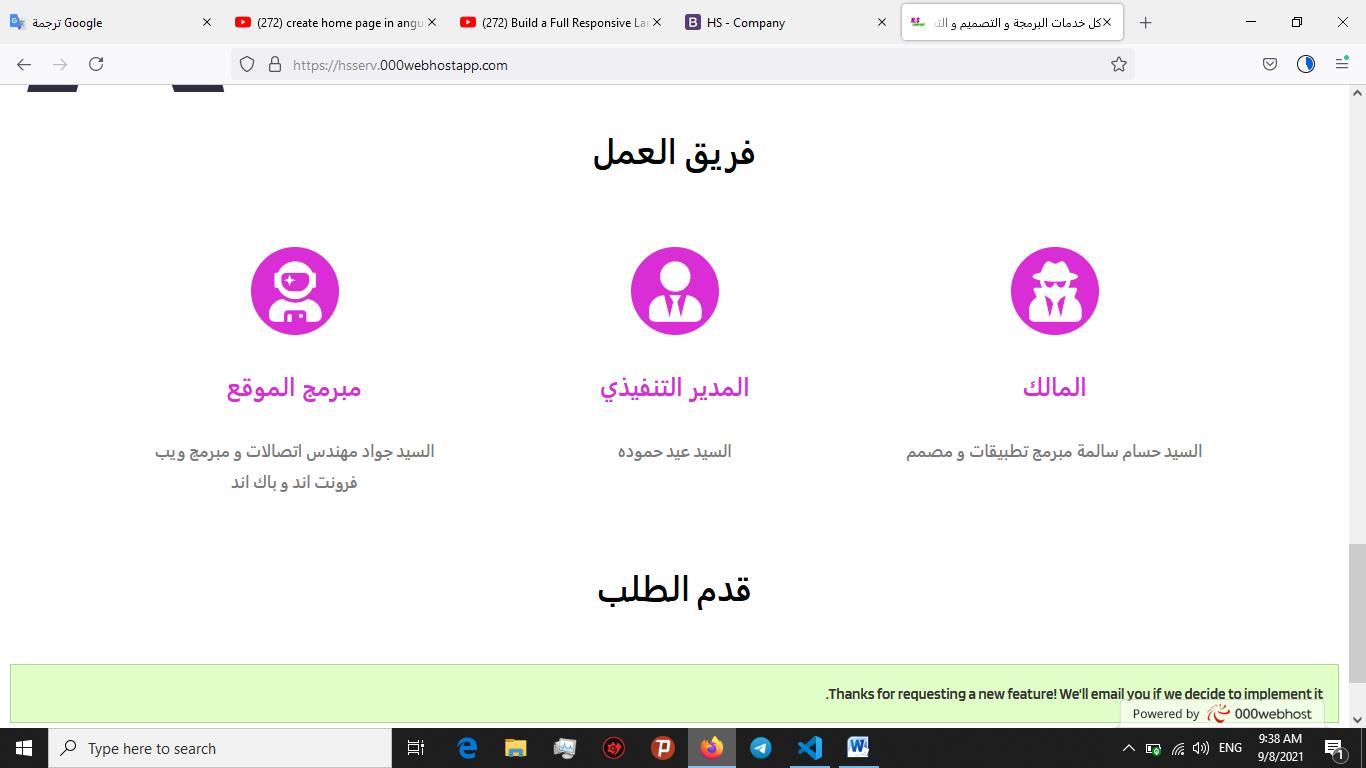 ترجمة Google
(272) create home page in angu
(272) Build a Full Responsive La
HS - Company
كل خدمات البرمجة و التصميم و
https://hsserv.000webhostapp.com
فريق العمل
المالك
المدير التنفيذي
مبرمج الموقع
السيد حسام سالمة مبرمج تطبيقات و مصمم
السيد عيد حموده
السيد جواد مهندس اتصالات و مبرمج ويب
فرونت اند و باك اند
قدم الطلب
.Thanks for requesting a new feature! We'll email you if we decide to implement it
Powered by 000webhost
Type here to search
ENG
9:38 AM
9/8/2021
1